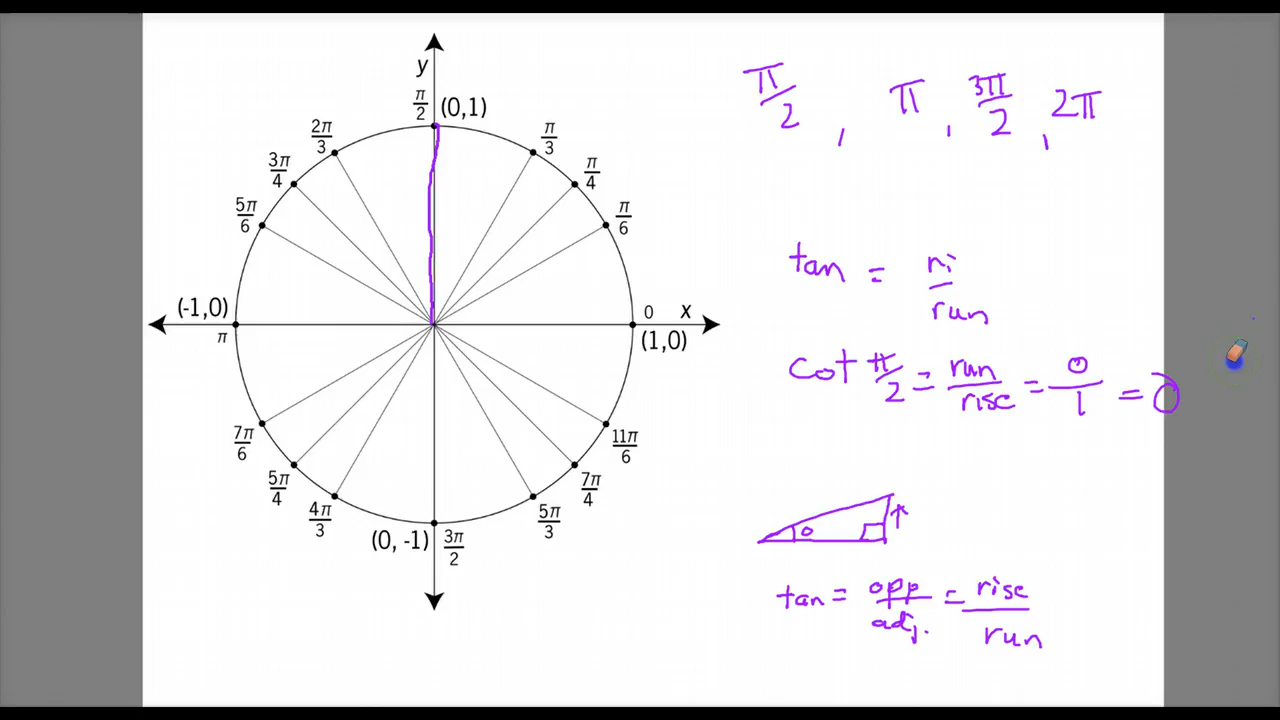 y
π/2 (0,1)
2π/3 π/3
3π/4 π/4
5π/6 π/6
(-1,0) 0 x
π (1,0)
7π/6 11π/6
5π/4 7π/4
4π/3 5π/3
(0, -1) 3π/2
π/2 , π , 3π/2 , 2π
tan = ri/run
cot π/2 = run/rise = 0/1 = 0
θ
tan = opp/adj. = rise/run